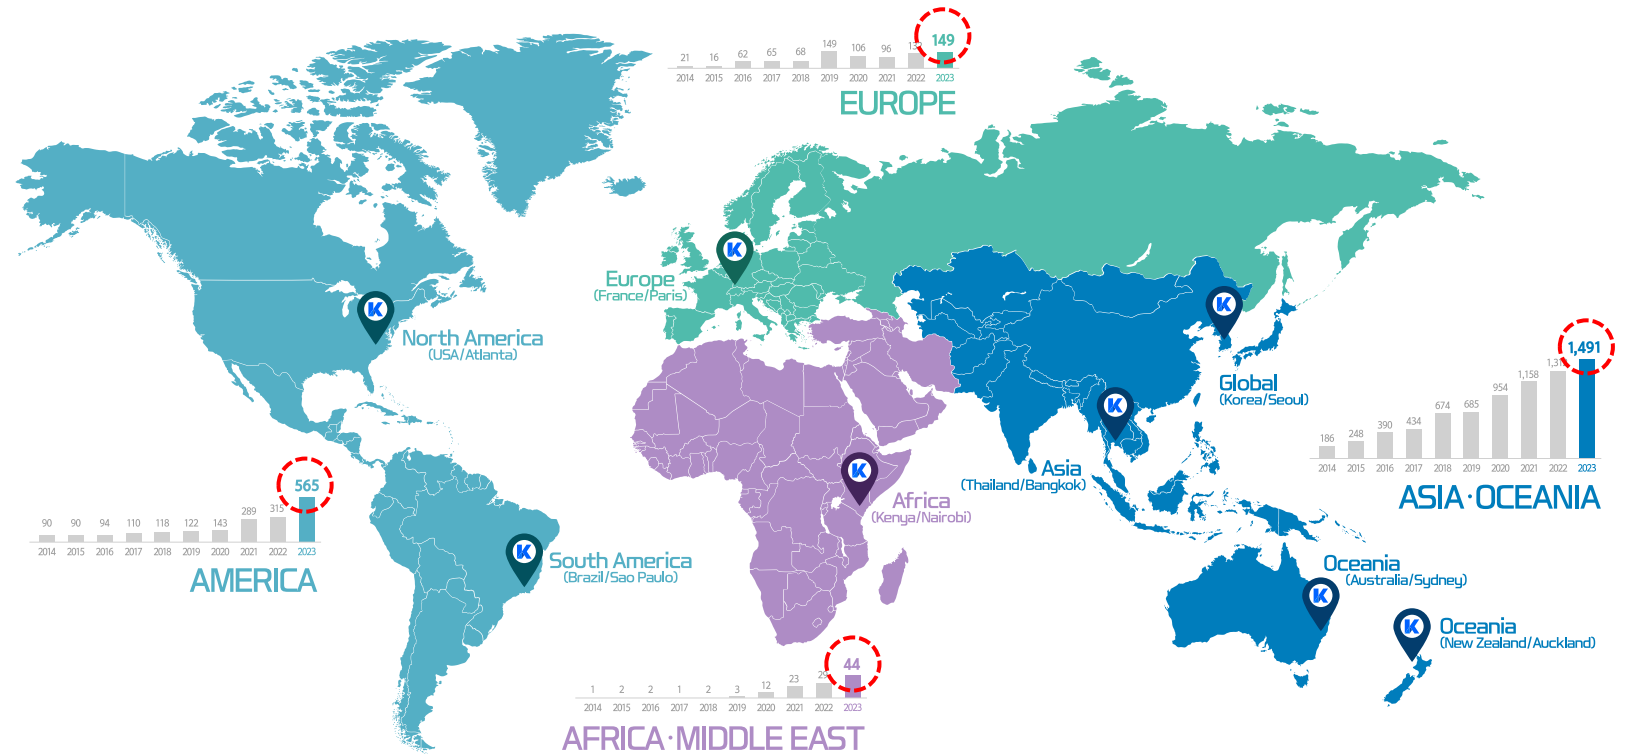 21 16 62 65 68 149 106 96 149
2014 2015 2016 2017 2018 2019 2020 2021 2022 2023
EUROPE
Europe
(France/Paris)
K
K
North America
(USA/Atlanta)
K
Global
(Korea/Seoul)
K
Asia
(Thailand/Bangkok)
186 248 390 434 674 685 954 1,158 1,491
2014 2015 2016 2017 2018 2019 2020 2021 2022 2023
ASIA·OCEANIA
K
Africa
(Kenya/Nairobi)
90 90 94 110 118 122 143 289 315 565
2014 2015 2016 2017 2018 2019 2020 2021 2022 2023
AMERICA
K
South America
(Brazil/Sao Paulo)
Oceania
(Australia/Sydney)
K
K
Oceania
(New Zealand/Auckland)
1 2 2 1 2 3 12 23 29 44
2014 2015 2016 2017 2018 2019 2020 2021 2022 2023
AFRICA·MIDDLE EAST